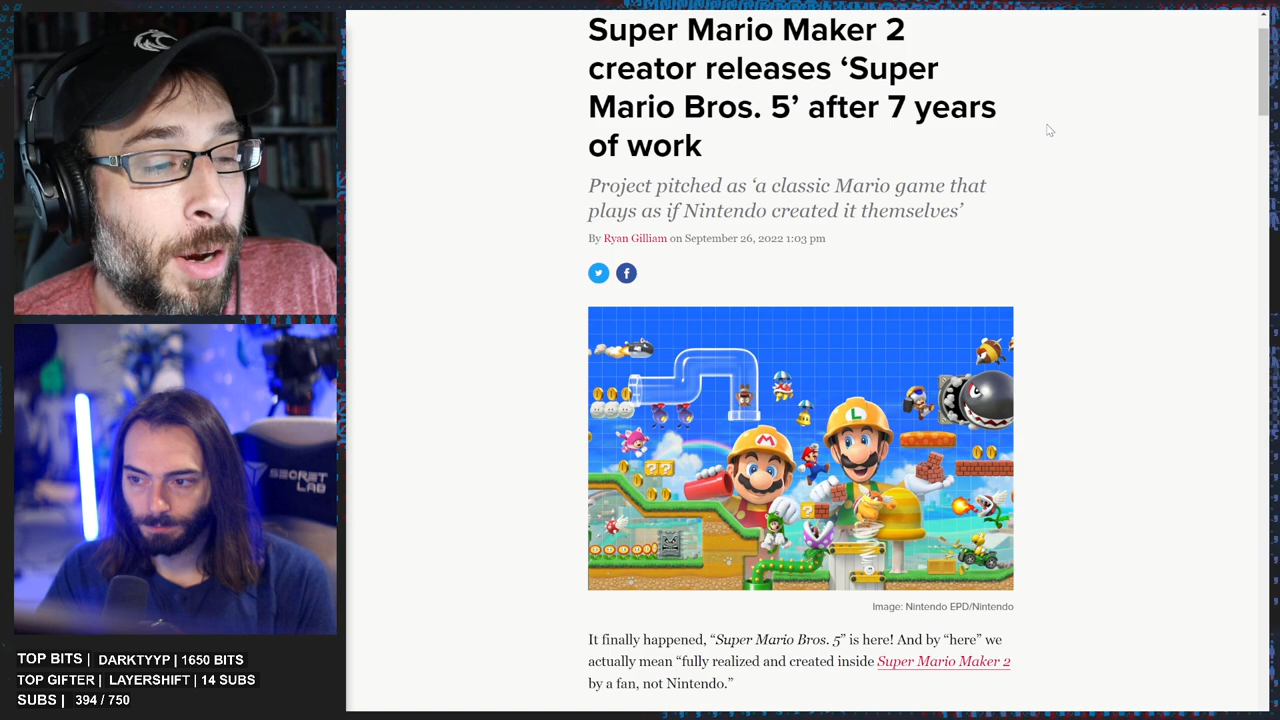 Super Mario Maker 2
creator releases ‘Super
Mario Bros. 5’ after 7 years
of work
Project pitched as ‘a classic Mario game that
plays as if Nintendo created it themselves’
By Ryan Gilliam on September 26, 2022 1:03 pm
M
L
Image: Nintendo EPD/Nintendo
It finally happened, “Super Mario Bros. 5” is here! And by “here” we
actually mean “fully realized and created inside Super Mario Maker 2
by a fan, not Nintendo.”
SECRET
LAB
TOP BITS | DARKTYYP | 1650 BITS
TOP GIFTER | LAYERSHIFT | 14 SUBS
SUBS | 394 / 750